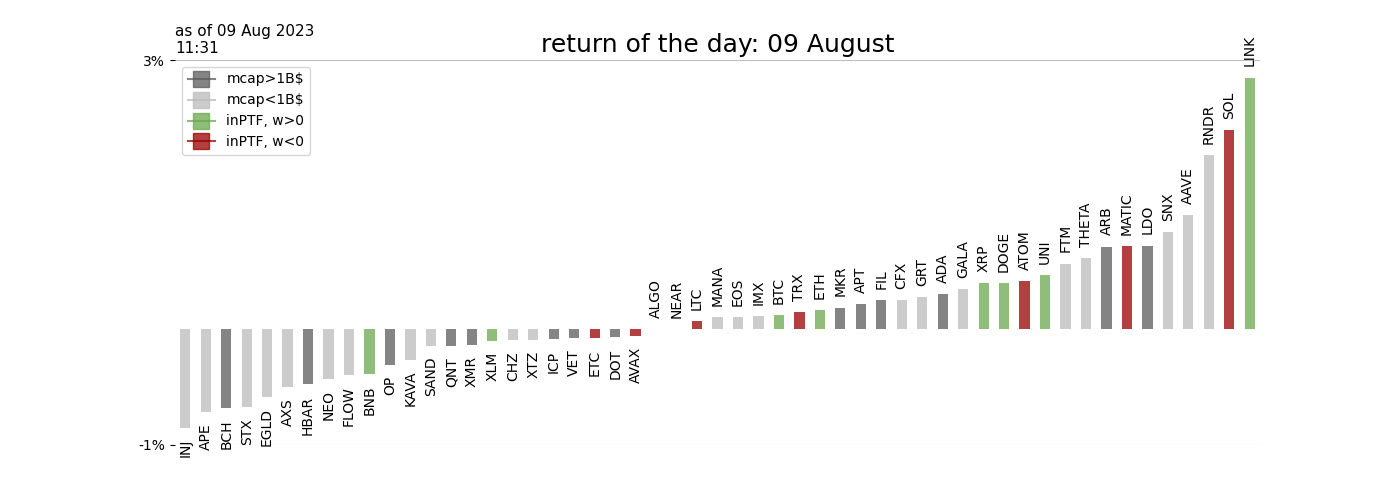 as of 09 Aug 2023
11:31
return of the day: 09 August
3%
mcap>1B$
mcap<1B$
inPTF, w>0
inPTF, w<0
-1%
INJ
APE
BCH
STX
EGLD
AXS
HBAR
NEO
FLOW
BNB
OP
KAVA
SAND
QNT
XMR
XLM
CHZ
XTZ
ICP
VET
ETC
DOT
AVAX
ALGO
NEAR
LTC
MANA
EOS
IMX
BTC
TRX
ETH
MKR
APT
FIL
CFX
GRT
ADA
GALA
XRP
DOGE
ATOM
UNI
FTM
THETA
ARB
MATIC
LDO
SNX
AAVE
RNDR
SOL
LINK